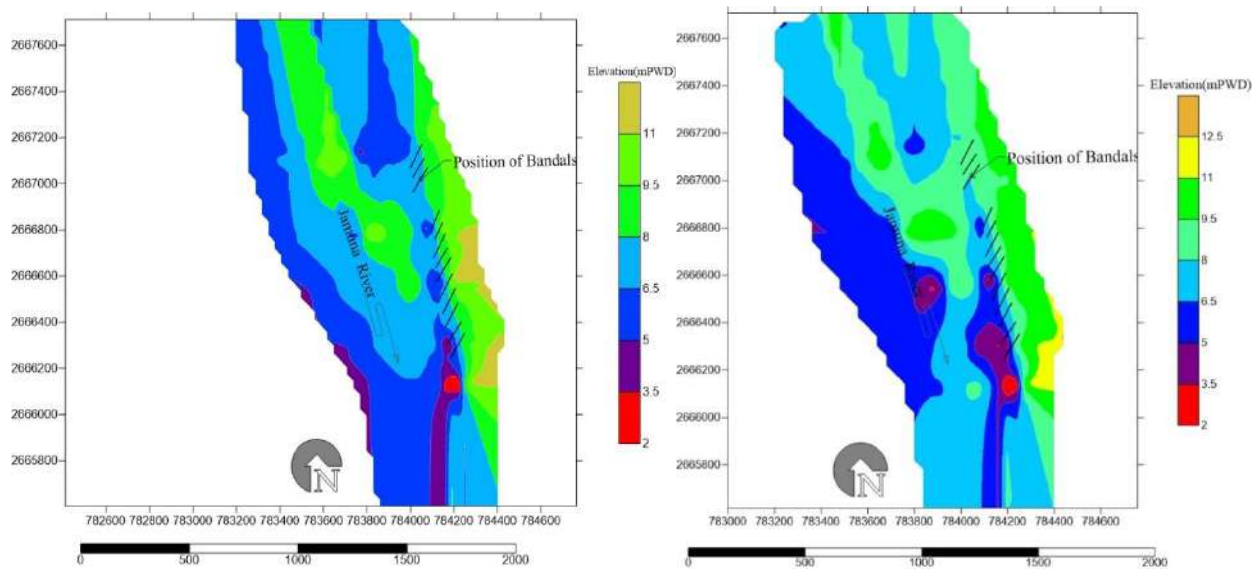 2667600
2667400
2667200
2667000
2666800
2666600
2666400
2666200
2666000
2665800
782600 782800 783000 783200 783400 783600 783800 784000 784200 784400 784600
Elevation(mPWD)
11
9.5
8
6.5
5
3.5
2
Position of Bandals
Jamuna River
N
0 500 1000 1500 2000
2667600
2667400
2667200
2667000
2666800
2666600
2666400
2666200
2666000
2665800
783000 783200 783400 783600 783800 784000 784200 784400 784600
Elevation(mPWD)
12.5
11
9.5
8
6.5
5
3.5
2
Position of Bandals
Jamuna
N
0 500 1000 1500 2000